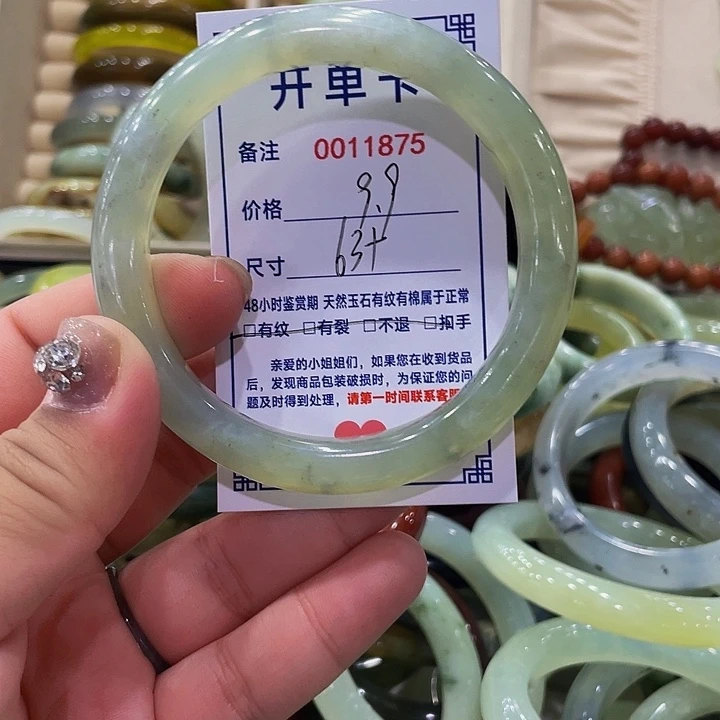 开单卡
备注 0011875
价格 9.9
尺寸 63+
48小时鉴赏期 天然玉石有纹有棉属于正常
□有纹 □有裂 □不退 □扣手
亲爱的小姐姐们，如果您在收到货品
后，发现商品包装破损时，为保证您的问
题及时得到处理，请第一时间联系客服